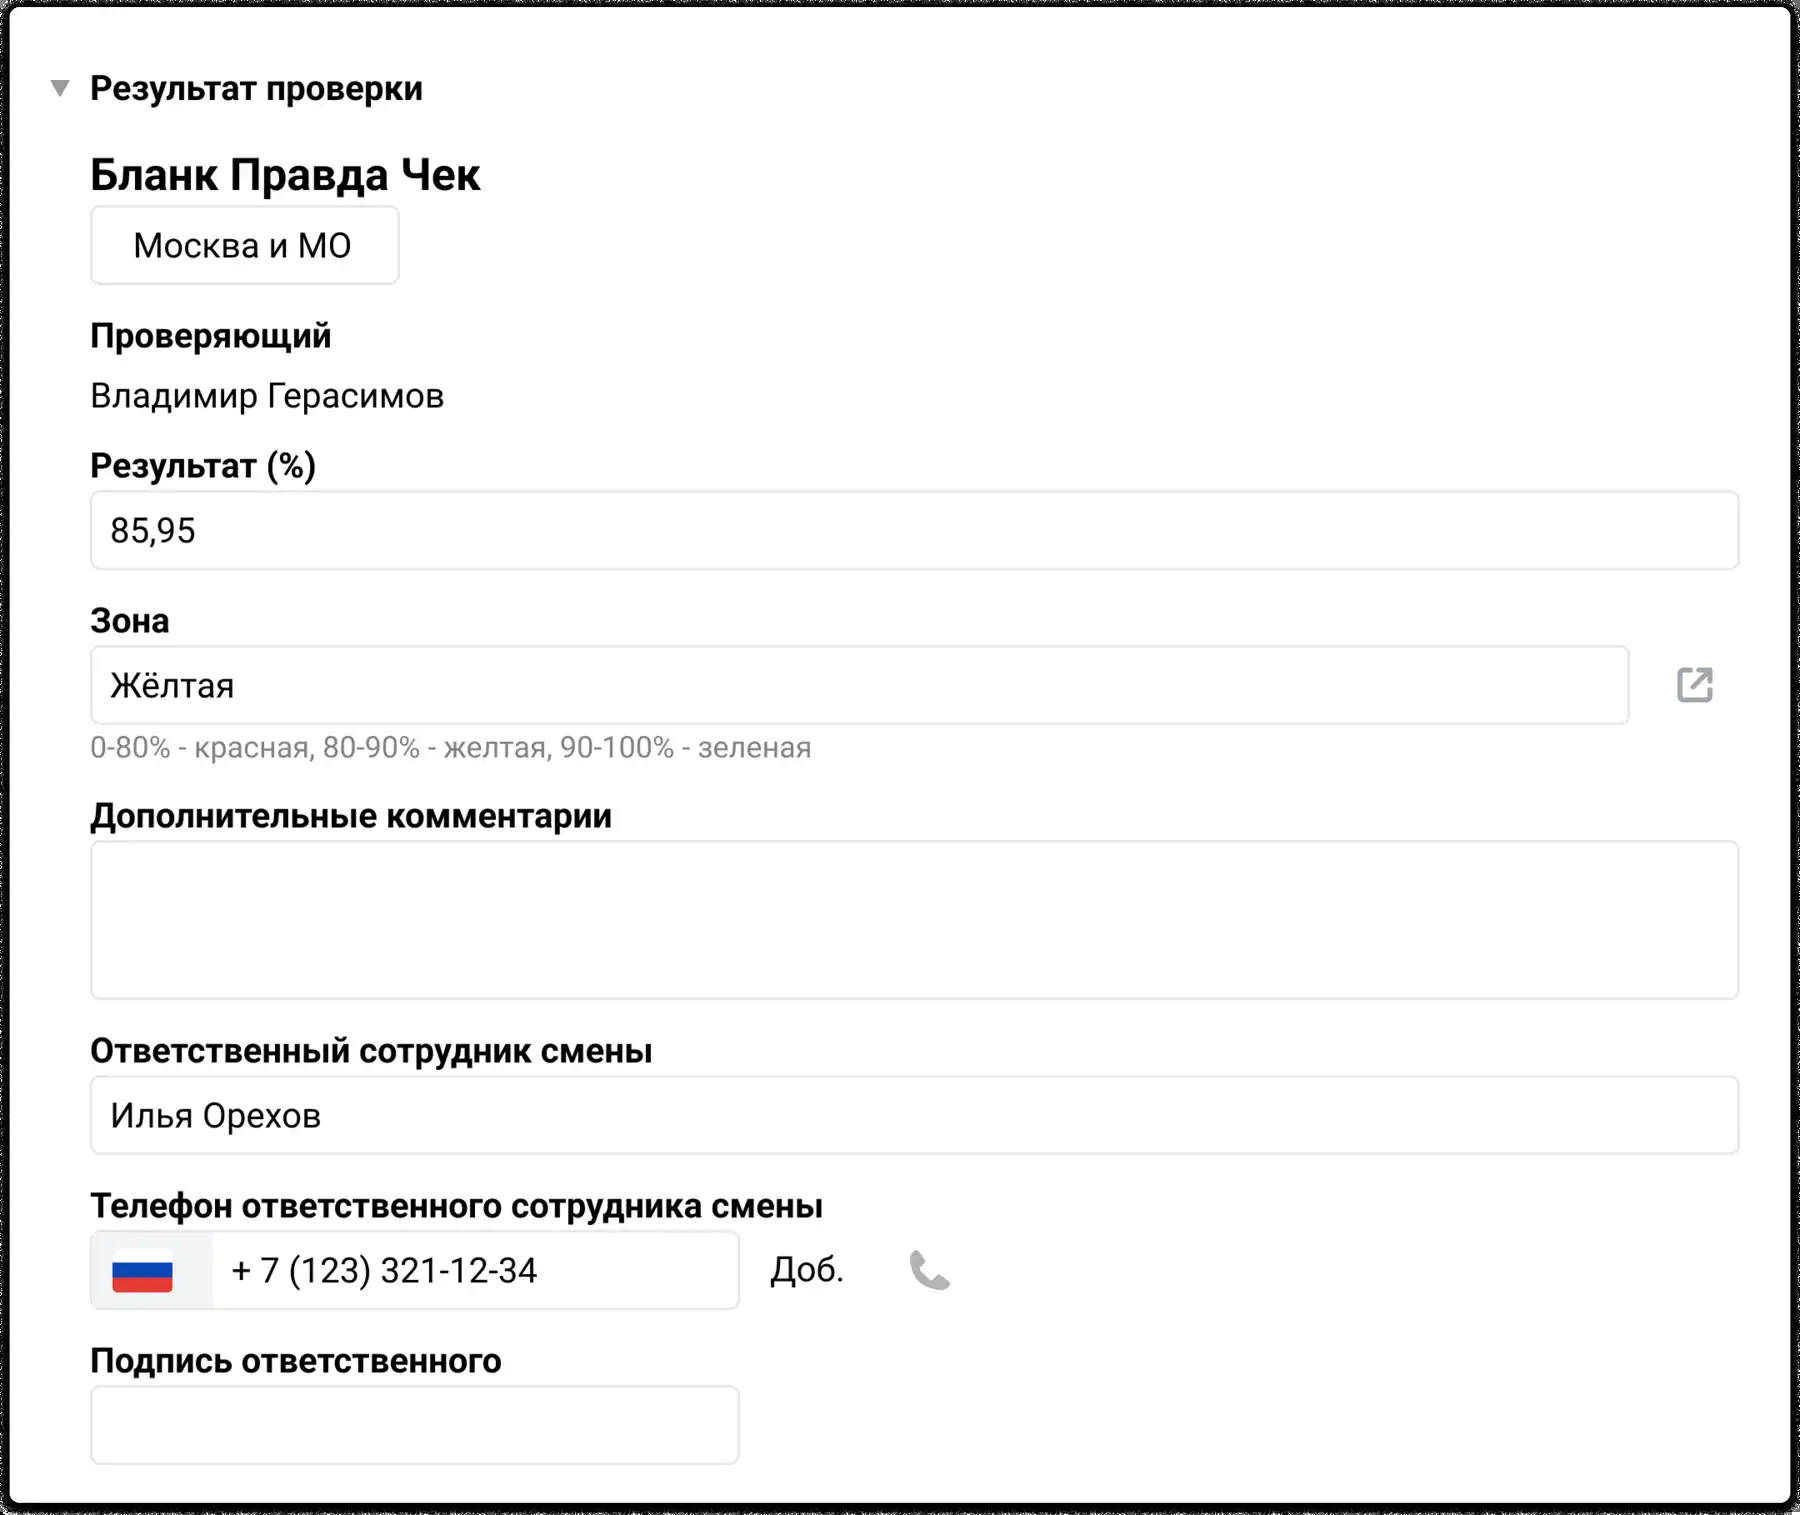 Результат проверки
Бланк Правда Чек
Москва и МО
Проверяющий
Владимир Герасимов
Результат (%)
85,95
Зона
Жёлтая
0-80% - красная, 80-90% - желтая, 90-100% - зеленая
Дополнительные комментарии
Ответственный сотрудник смены
Илья Орехов
Телефон ответственного сотрудника смены
+ 7 (123) 321-12-34 Доб.
Подпись ответственного